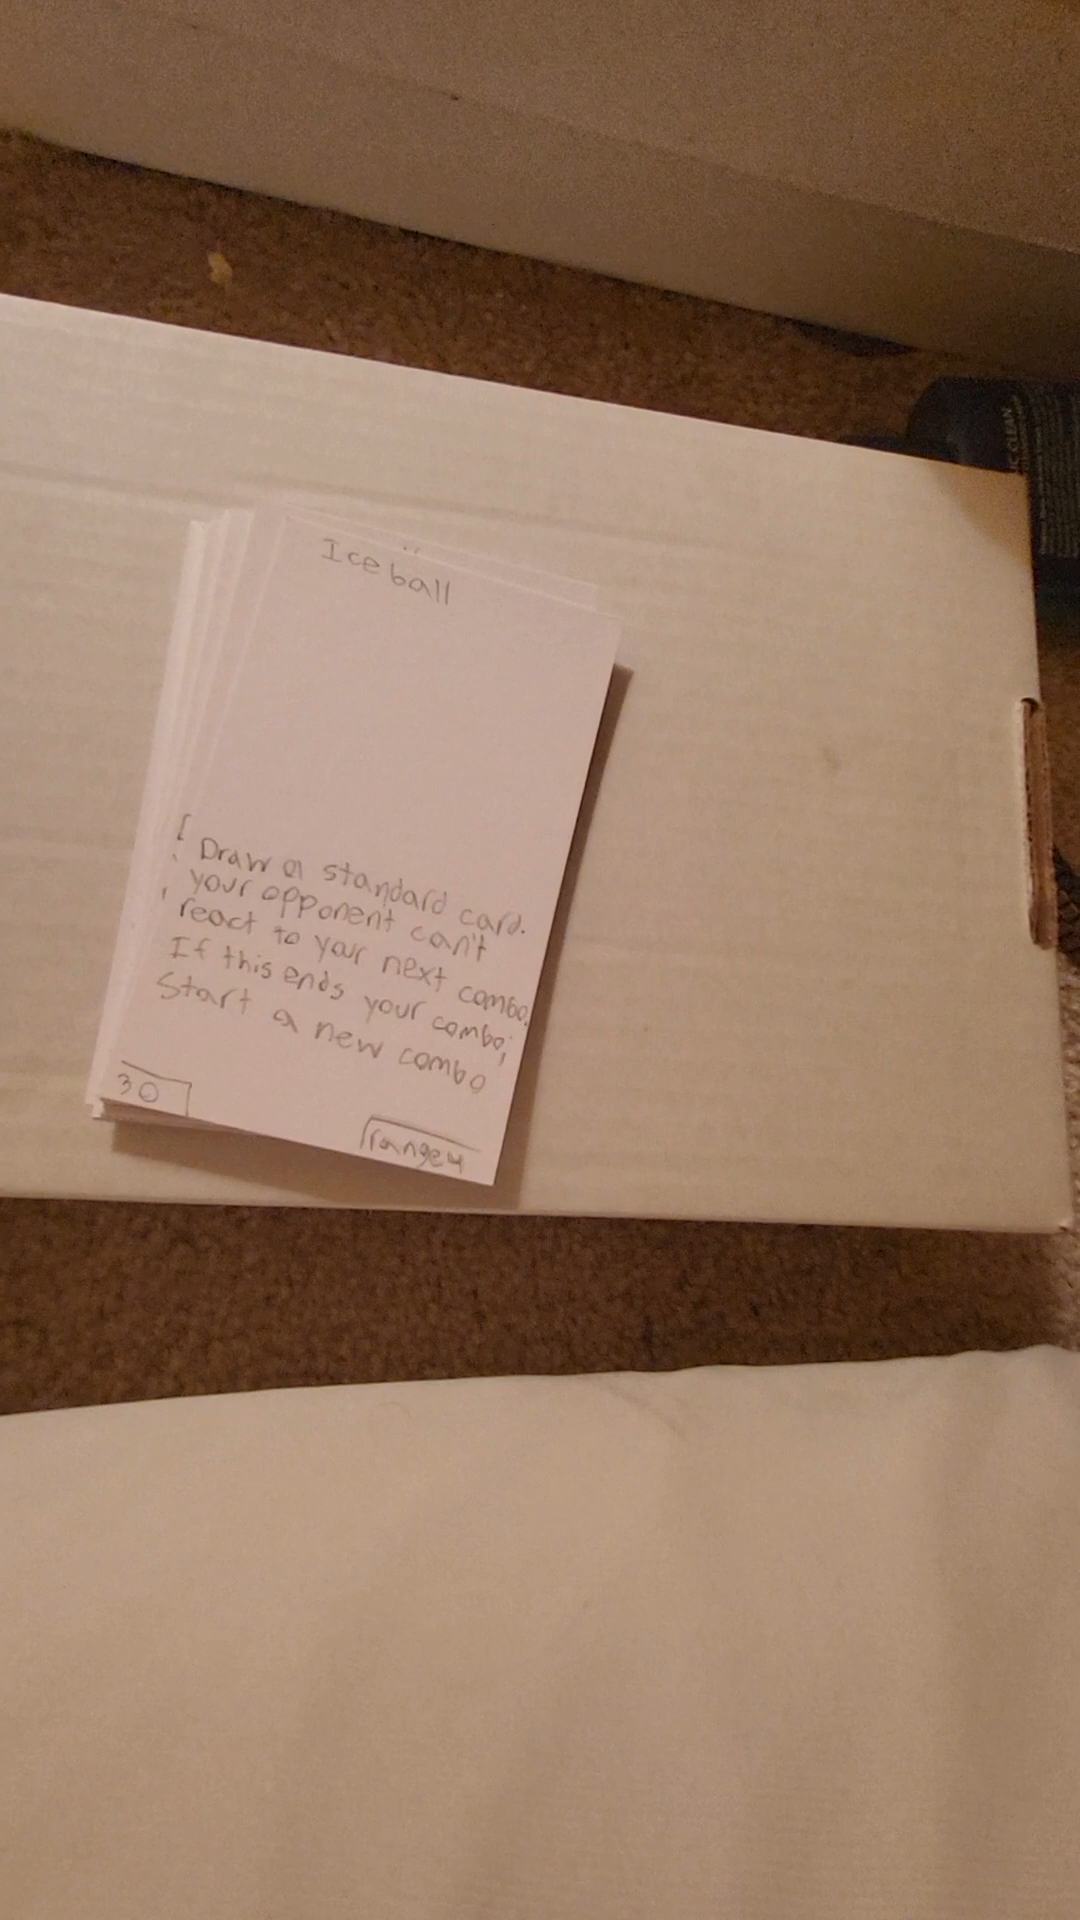 Ice ball
Draw a standard card.
your opponent can't
react to your next combo.
If this ends your combo;
Start a new combo
30
range 4
C CLEAN